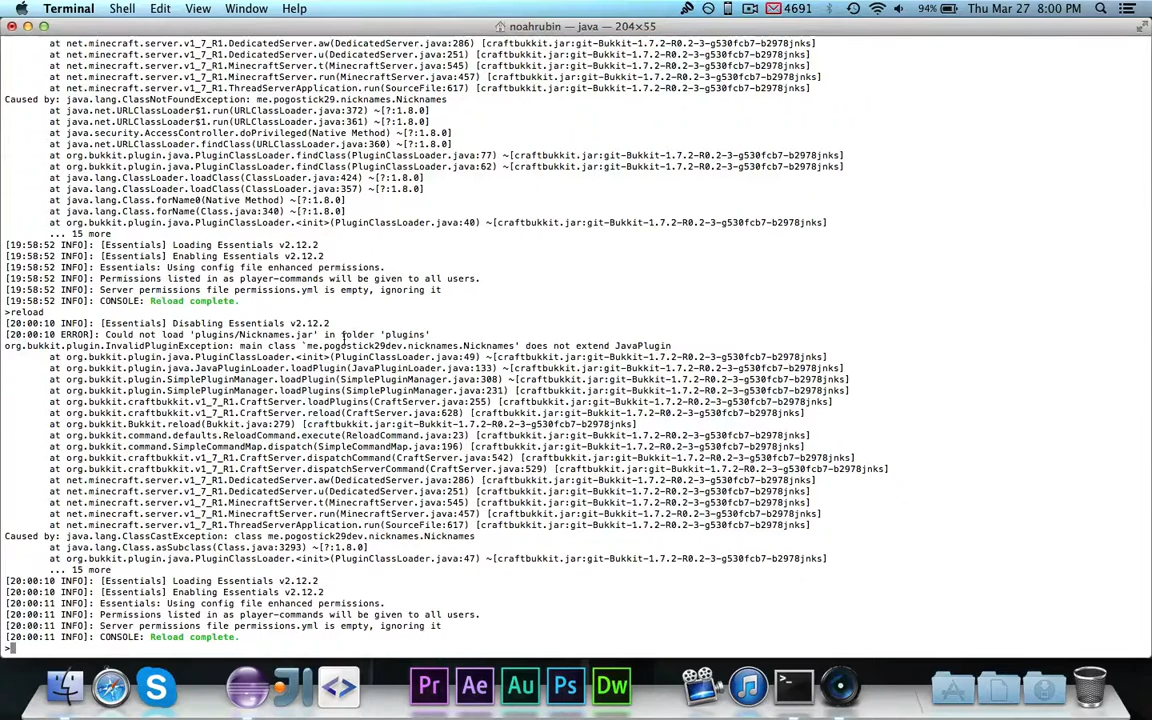 Terminal Shell Edit View Window Help 4691 94% Thu Mar 27 8:00 PM
noahrubin — java — 204×55
at net.minecraft.server.v1_7_R1.DedicatedServer.aw(DedicatedServer.java:286) [craftbukkit.jar:git-Bukkit-1.7.2-R0.2-3-g530fcb7-b2978jnks]
at net.minecraft.server.v1_7_R1.DedicatedServer.u(DedicatedServer.java:251) [craftbukkit.jar:git-Bukkit-1.7.2-R0.2-3-g530fcb7-b2978jnks]
at net.minecraft.server.v1_7_R1.MinecraftServer.t(MinecraftServer.java:545) [craftbukkit.jar:git-Bukkit-1.7.2-R0.2-3-g530fcb7-b2978jnks]
at net.minecraft.server.v1_7_R1.MinecraftServer.run(MinecraftServer.java:457) [craftbukkit.jar:git-Bukkit-1.7.2-R0.2-3-g530fcb7-b2978jnks]
at net.minecraft.server.v1_7_R1.ThreadServerApplication.run(SourceFile:617) [craftbukkit.jar:git-Bukkit-1.7.2-R0.2-3-g530fcb7-b2978jnks]
Caused by: java.lang.ClassNotFoundException: me.pogostick29.nicknames.Nicknames
at java.net.URLClassLoader$1.run(URLClassLoader.java:372) ~[?:1.8.0]
at java.net.URLClassLoader$1.run(URLClassLoader.java:361) ~[?:1.8.0]
at java.security.AccessController.doPrivileged(Native Method) ~[?:1.8.0]
at java.net.URLClassLoader.findClass(URLClassLoader.java:360) ~[?:1.8.0]
at org.bukkit.plugin.java.PluginClassLoader.findClass(PluginClassLoader.java:77) ~[craftbukkit.jar:git-Bukkit-1.7.2-R0.2-3-g530fcb7-b2978jnks]
at org.bukkit.plugin.java.PluginClassLoader.findClass(PluginClassLoader.java:62) ~[craftbukkit.jar:git-Bukkit-1.7.2-R0.2-3-g530fcb7-b2978jnks]
at java.lang.ClassLoader.loadClass(ClassLoader.java:424) ~[?:1.8.0]
at java.lang.ClassLoader.loadClass(ClassLoader.java:357) ~[?:1.8.0]
at java.lang.Class.forName0(Native Method) ~[?:1.8.0]
at java.lang.Class.forName(Class.java:340) ~[?:1.8.0]
at org.bukkit.plugin.java.PluginClassLoader.<init>(PluginClassLoader.java:40) ~[craftbukkit.jar:git-Bukkit-1.7.2-R0.2-3-g530fcb7-b2978jnks]
... 15 more
[19:58:52 INFO]: [Essentials] Loading Essentials v2.12.2
[19:58:52 INFO]: [Essentials] Enabling Essentials v2.12.2
[19:58:52 INFO]: Essentials: Using config file enhanced permissions.
[19:58:52 INFO]: Permissions listed in as player-commands will be given to all users.
[19:58:52 INFO]: Server permissions file permissions.yml is empty, ignoring it
[19:58:52 INFO]: CONSOLE: Reload complete.
>reload
[20:00:10 INFO]: [Essentials] Disabling Essentials v2.12.2
[20:00:10 ERROR]: Could not load 'plugins/Nicknames.jar' in folder 'plugins'
org.bukkit.plugin.InvalidPluginException: main class `me.pogostick29dev.nicknames.Nicknames' does not extend JavaPlugin
at org.bukkit.plugin.java.PluginClassLoader.<init>(PluginClassLoader.java:49) ~[craftbukkit.jar:git-Bukkit-1.7.2-R0.2-3-g530fcb7-b2978jnks]
at org.bukkit.plugin.java.JavaPluginLoader.loadPlugin(JavaPluginLoader.java:133) ~[craftbukkit.jar:git-Bukkit-1.7.2-R0.2-3-g530fcb7-b2978jnks]
at org.bukkit.plugin.SimplePluginManager.loadPlugin(SimplePluginManager.java:308) ~[craftbukkit.jar:git-Bukkit-1.7.2-R0.2-3-g530fcb7-b2978jnks]
at org.bukkit.plugin.SimplePluginManager.loadPlugins(SimplePluginManager.java:231) ~[craftbukkit.jar:git-Bukkit-1.7.2-R0.2-3-g530fcb7-b2978jnks]
at org.bukkit.craftbukkit.v1_7_R1.CraftServer.loadPlugins(CraftServer.java:255) ~[craftbukkit.jar:git-Bukkit-1.7.2-R0.2-3-g530fcb7-b2978jnks]
at org.bukkit.craftbukkit.v1_7_R1.CraftServer.reload(CraftServer.java:628) ~[craftbukkit.jar:git-Bukkit-1.7.2-R0.2-3-g530fcb7-b2978jnks]
at org.bukkit.Bukkit.reload(Bukkit.java:279) ~[craftbukkit.jar:git-Bukkit-1.7.2-R0.2-3-g530fcb7-b2978jnks]
at org.bukkit.command.defaults.ReloadCommand.execute(ReloadCommand.java:23) ~[craftbukkit.jar:git-Bukkit-1.7.2-R0.2-3-g530fcb7-b2978jnks]
at org.bukkit.command.SimpleCommandMap.dispatch(SimpleCommandMap.java:196) ~[craftbukkit.jar:git-Bukkit-1.7.2-R0.2-3-g530fcb7-b2978jnks]
at org.bukkit.craftbukkit.v1_7_R1.CraftServer.dispatchCommand(CraftServer.java:542) ~[craftbukkit.jar:git-Bukkit-1.7.2-R0.2-3-g530fcb7-b2978jnks]
at org.bukkit.craftbukkit.v1_7_R1.CraftServer.dispatchServerCommand(CraftServer.java:529) [craftbukkit.jar:git-Bukkit-1.7.2-R0.2-3-g530fcb7-b2978jnks]
at net.minecraft.server.v1_7_R1.DedicatedServer.aw(DedicatedServer.java:286) [craftbukkit.jar:git-Bukkit-1.7.2-R0.2-3-g530fcb7-b2978jnks]
at net.minecraft.server.v1_7_R1.DedicatedServer.u(DedicatedServer.java:251) [craftbukkit.jar:git-Bukkit-1.7.2-R0.2-3-g530fcb7-b2978jnks]
at net.minecraft.server.v1_7_R1.MinecraftServer.t(MinecraftServer.java:545) [craftbukkit.jar:git-Bukkit-1.7.2-R0.2-3-g530fcb7-b2978jnks]
at net.minecraft.server.v1_7_R1.MinecraftServer.run(MinecraftServer.java:457) [craftbukkit.jar:git-Bukkit-1.7.2-R0.2-3-g530fcb7-b2978jnks]
at net.minecraft.server.v1_7_R1.ThreadServerApplication.run(SourceFile:617) [craftbukkit.jar:git-Bukkit-1.7.2-R0.2-3-g530fcb7-b2978jnks]
Caused by: java.lang.ClassCastException: class me.pogostick29dev.nicknames.Nicknames
at java.lang.Class.asSubclass(Class.java:3293) ~[?:1.8.0]
at org.bukkit.plugin.java.PluginClassLoader.<init>(PluginClassLoader.java:47) ~[craftbukkit.jar:git-Bukkit-1.7.2-R0.2-3-g530fcb7-b2978jnks]
... 15 more
[20:00:10 INFO]: [Essentials] Loading Essentials v2.12.2
[20:00:10 INFO]: [Essentials] Enabling Essentials v2.12.2
[20:00:11 INFO]: Essentials: Using config file enhanced permissions.
[20:00:11 INFO]: Permissions listed in as player-commands will be given to all users.
[20:00:11 INFO]: Server permissions file permissions.yml is empty, ignoring it
[20:00:11 INFO]: CONSOLE: Reload complete.
>
S Pr Ae Au Ps Dw >_